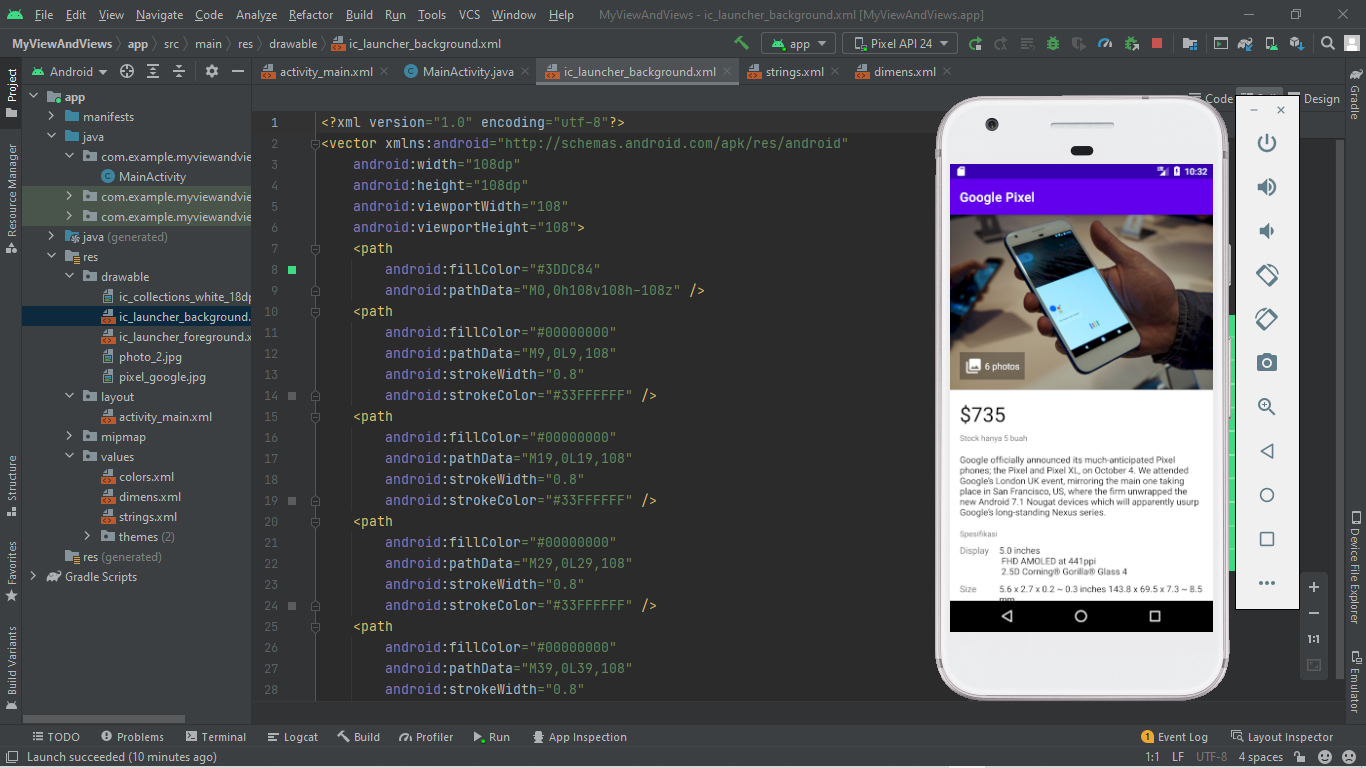 File Edit View Navigate Code Analyze Refactor Build Run Tools VCS Window Help MyViewAndViews - ic_launcher_background.xml [MyViewAndViews.app]
MyViewAndViews app src main res drawable ic_launcher_background.xml app Pixel API 24
Android activity_main.xml MainActivity.java ic_launcher_background.xml strings.xml dimens.xml
Code Design
Project
Resource Manager
Structure
Favorites
Build Variants
app
manifests
java
com.example.myviewandvie
MainActivity
com.example.myviewandvie
com.example.myviewandvie
java (generated)
res
drawable
ic_collections_white_18dp
ic_launcher_background.
ic_launcher_foreground.x
photo_2.jpg
pixel_google.jpg
layout
activity_main.xml
mipmap
values
colors.xml
dimens.xml
strings.xml
themes (2)
res (generated)
Gradle Scripts
1 <?xml version="1.0" encoding="utf-8"?>
2 <vector xmlns:android="http://schemas.android.com/apk/res/android"
3 android:width="108dp"
4 android:height="108dp"
5 android:viewportWidth="108"
6 android:viewportHeight="108">
7 <path
8 android:fillColor="#3DDC84"
9 android:pathData="M0,0h108v108h-108z" />
10 <path
11 android:fillColor="#00000000"
12 android:pathData="M9,0L9,108"
13 android:strokeWidth="0.8"
14 android:strokeColor="#33FFFFFF" />
15 <path
16 android:fillColor="#00000000"
17 android:pathData="M19,0L19,108"
18 android:strokeWidth="0.8"
19 android:strokeColor="#33FFFFFF" />
20 <path
21 android:fillColor="#00000000"
22 android:pathData="M29,0L29,108"
23 android:strokeWidth="0.8"
24 android:strokeColor="#33FFFFFF" />
25 <path
26 android:fillColor="#00000000"
27 android:pathData="M39,0L39,108"
28 android:strokeWidth="0.8"
10:32
Google Pixel
6 photos
$735
Stock hanya 5 buah
Google officially announced its much-anticipated Pixel
phones; the Pixel and Pixel XL, on October 4. We attended
Google's London UK event, mirroring the main one taking
place in San Francisco, US, where the firm unwrapped the
new Android 7.1 Nougat devices which will apparently usurp
Google's long-standing Nexus series.
Spesifikasi
Display 5.0 inches
FHD AMOLED at 441ppi
2.5D Corning® Gorilla® Glass 4
Size 5.6 x 2.7 x 0.2 ~ 0.3 inches 143.8 x 69.5 x 7.3 ~ 8.5
Gradle
Device File Explorer
Emulator
1:1
TODO Problems Terminal Logcat Build Profiler Run App Inspection 1 Event Log Layout Inspector
Launch succeeded (10 minutes ago) 1:1 LF UTF-8 4 spaces